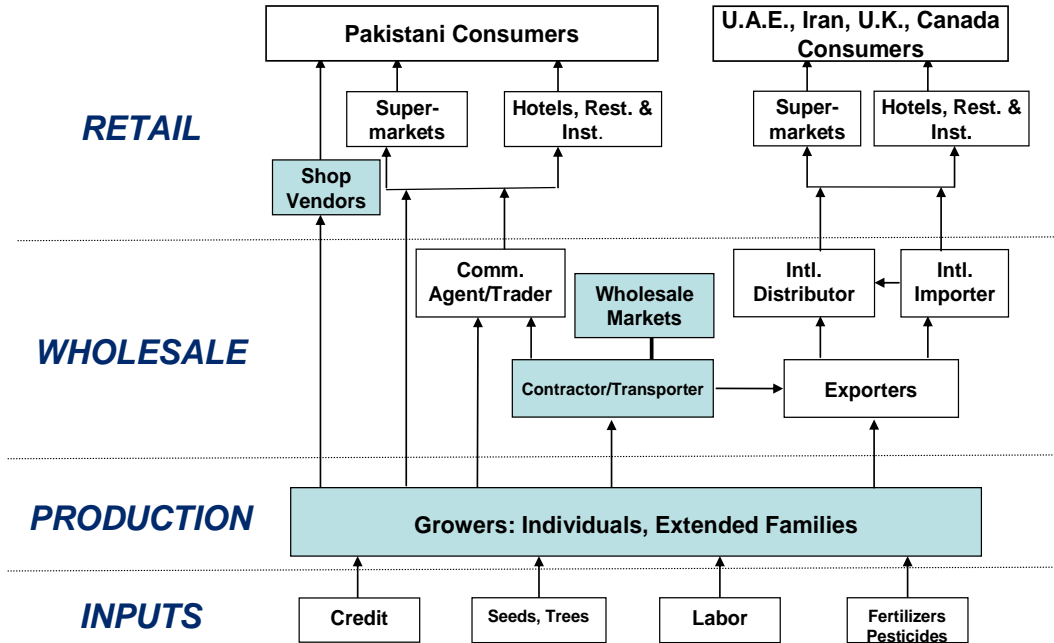 Pakistani Consumers
U.A.E., Iran, U.K., Canada
Consumers
RETAIL
Super-
markets
Hotels, Rest. &
Inst.
Super-
markets
Hotels, Rest. &
Inst.
Shop
Vendors
WHOLESALE
Comm.
Agent/Trader
Wholesale
Markets
Intl.
Distributor
Intl.
Importer
Contractor/Transporter
Exporters
PRODUCTION
Growers: Individuals, Extended Families
INPUTS
Credit
Seeds, Trees
Labor
Fertilizers
Pesticides